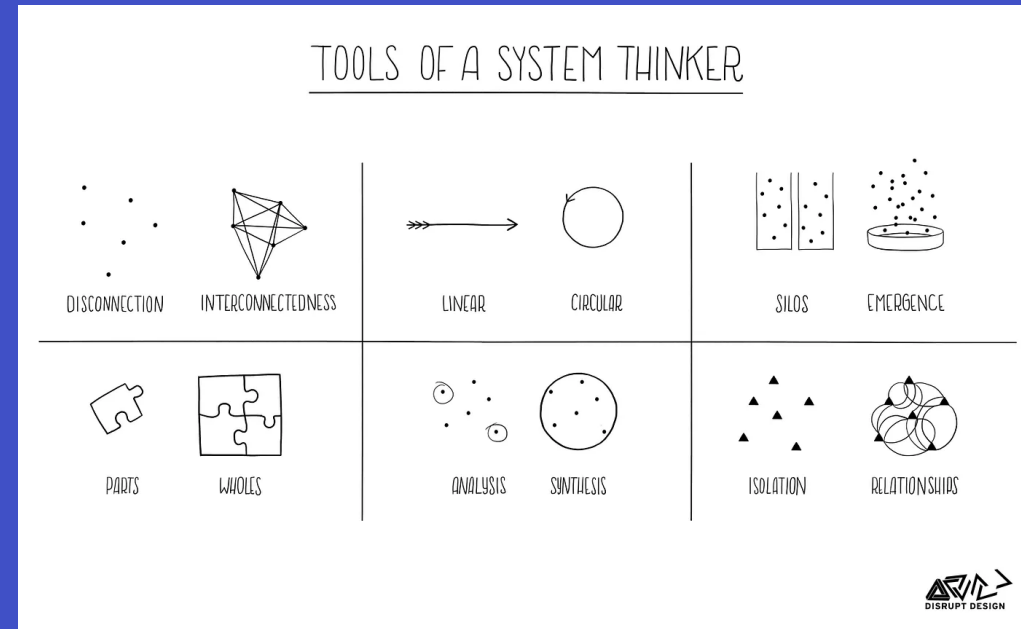 TOOLS OF A SYSTEM THINKER
DISCONNECTION
INTERCONNECTEDNESS
LINEAR
CIRCULAR
SILOS
EMERGENCE
PARTS
WHOLES
ANALYSIS
SYNTHESIS
ISOLATION
RELATIONSHIPS
DISRUPT DESIGN